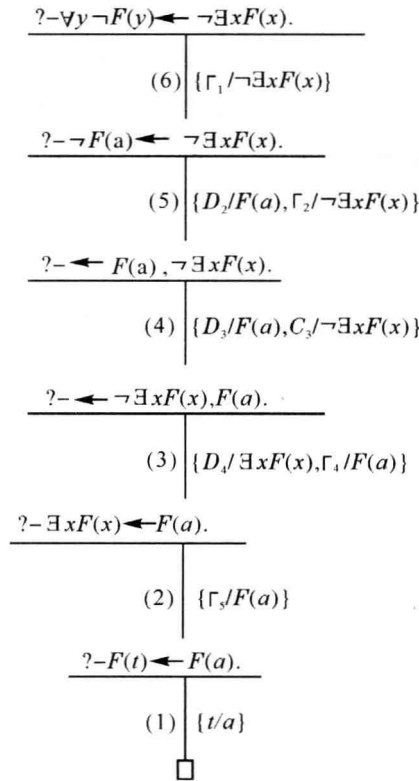 ?–∀y ¬F(y)← ¬∃xF(x).
(6) {Γ₁/¬∃xF(x)}
?–¬F(a)← ¬∃xF(x).
(5) {D₂/F(a),Γ₂/¬∃xF(x)}
?–← F(a),¬∃xF(x).
(4) {D₃/F(a),C₃/¬∃xF(x)}
?–← ¬∃xF(x),F(a).
(3) {D₄/∃xF(x),Γ₄/F(a)}
?–∃xF(x)←F(a).
(2) {Γ₅/F(a)}
?–F(t)←F(a).
(1) {t/a}